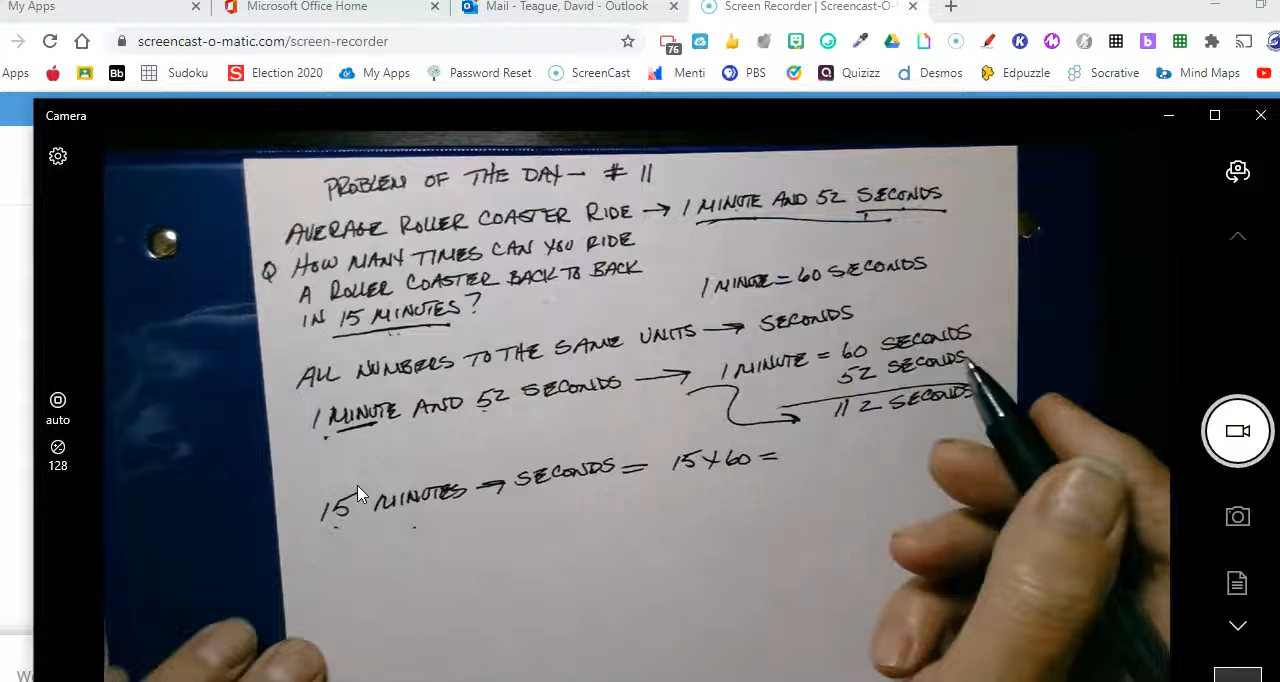 My Apps
Microsoft Office Home
Mail - Teague, David - Outlook
Screen Recorder | Screencast-O-
screencast-o-matic.com/screen-recorder
76
Apps
Bb
Sudoku
Election 2020
My Apps
Password Reset
ScreenCast
Menti
PBS
Quizizz
Desmos
Edpuzzle
Socrative
Mind Maps
Camera
auto
128
PROBLEM OF THE DAY - # 11
AVERAGE ROLLER COASTER RIDE → 1 MINUTE AND 52 SECONDS
Q HOW MANY TIMES CAN YOU RIDE
A ROLLER COASTER BACK TO BACK
IN 15 MINUTES?
1 MINUTE = 60 SECONDS
ALL NUMBERS TO THE SAME UNITS → SECONDS
1 MINUTE AND 52 SECONDS → 1 MINUTE = 60 SECONDS
52 SECONDS
112 SECONDS
15 MINUTES → SECONDS = 15 × 60 =